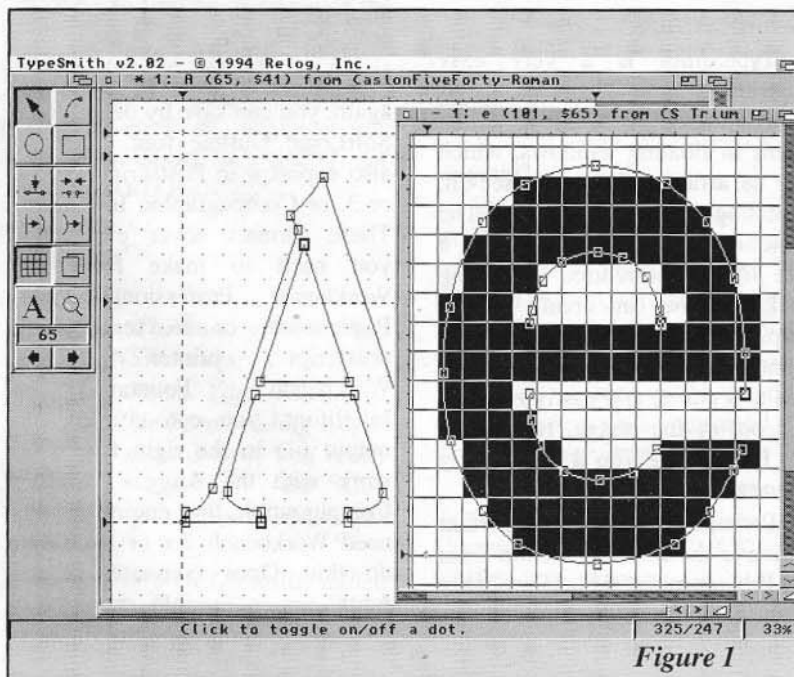 TypeSmith v2.02 - © 1994 Relog, Inc.
* 1: A (65, $41) from CaslonFiveForty-Roman
- 1: e (101, $65) from CS Trium
A
65
Click to toggle on/off a dot.
325/247
33%
Figure 1